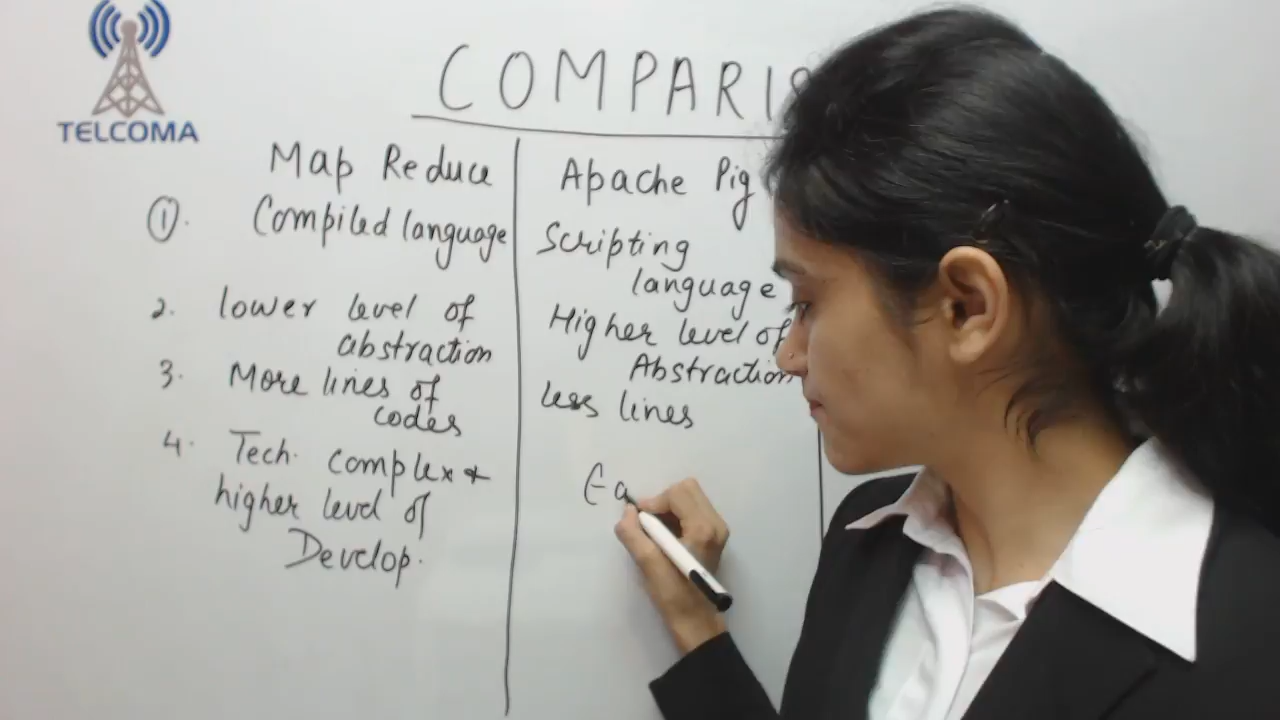 TELCOMA
COMPARIS
Map Reduce
Apache Pig
1. Compiled language
Scripting
language
2. lower level of
abstraction
Higher level of
Abstraction
3. More lines of
codes
less lines
4. Tech. complex &
higher level of
Develop.
Ea